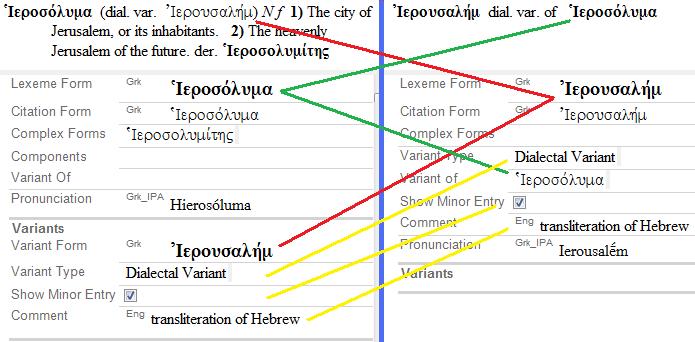 Ἱεροσόλυμα (dial. var. Ἰερουσαλήμ) N f 1) The city of
Jerusalem, or its inhabitants. 2) The heavenly
Jerusalem of the future. der. Ἱεροσολυμίτης
Lexeme Form Grk Ἱεροσόλυμα
Citation Form Grk Ἱεροσόλυμα
Complex Forms Ἱεροσολυμίτης
Components
Variant Of
Pronunciation Grk_IPA Hierosóluma
Variants
Variant Form Grk Ἰερουσαλήμ
Variant Type Dialectal Variant
Show Minor Entry
Comment Eng transliteration of Hebrew
Ἰερουσαλήμ dial. var. of Ἱεροσόλυμα
Lexeme Form Grk Ἰερουσαλήμ
Citation Form Grk Ἰερουσαλήμ
Complex Forms
Variant Type Dialectal Variant
Variant of Ἱεροσόλυμα
Show Minor Entry
Comment Eng transliteration of Hebrew
Pronunciation Grk_IPA Ierousalḗm
Variants